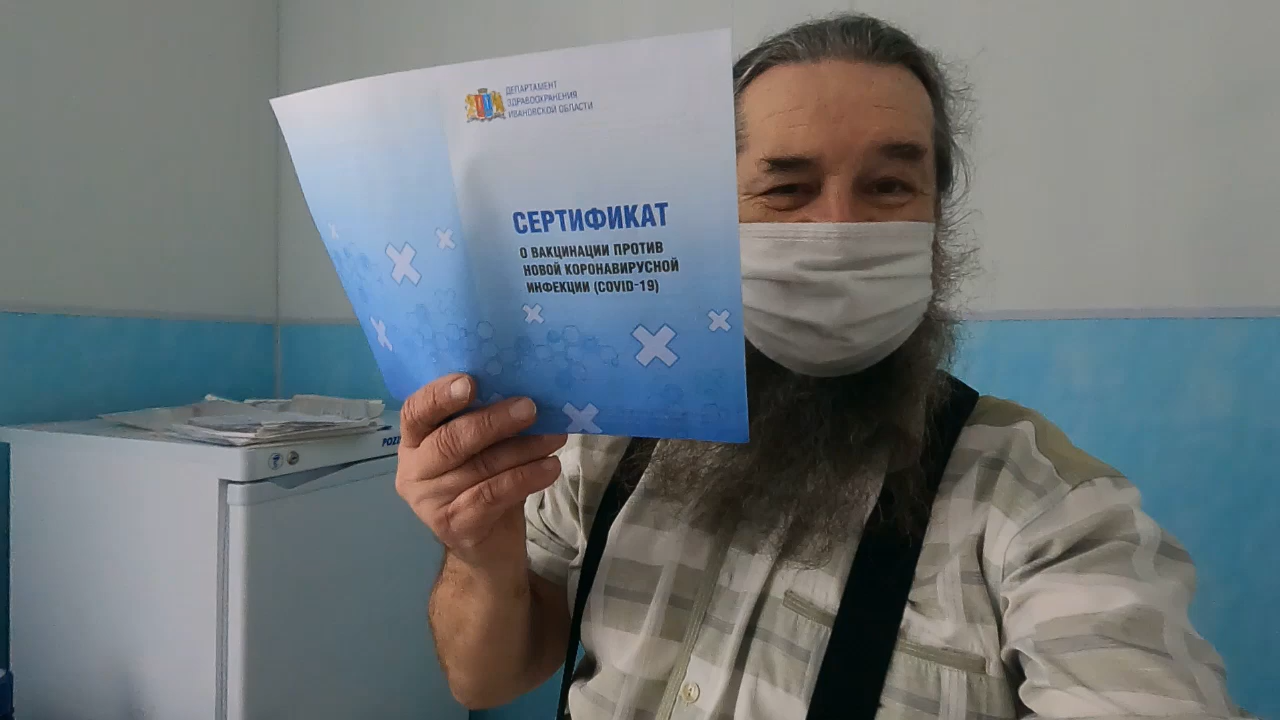 ДЕПАРТАМЕНТ
ЗДРАВООХРАНЕНИЯ
ИВАНОВСКОЙ ОБЛАСТИ
СЕРТИФИКАТ
О ВАКЦИНАЦИИ ПРОТИВ
НОВОЙ КОРОНАВИРУСНОЙ
ИНФЕКЦИИ (COVID-19)